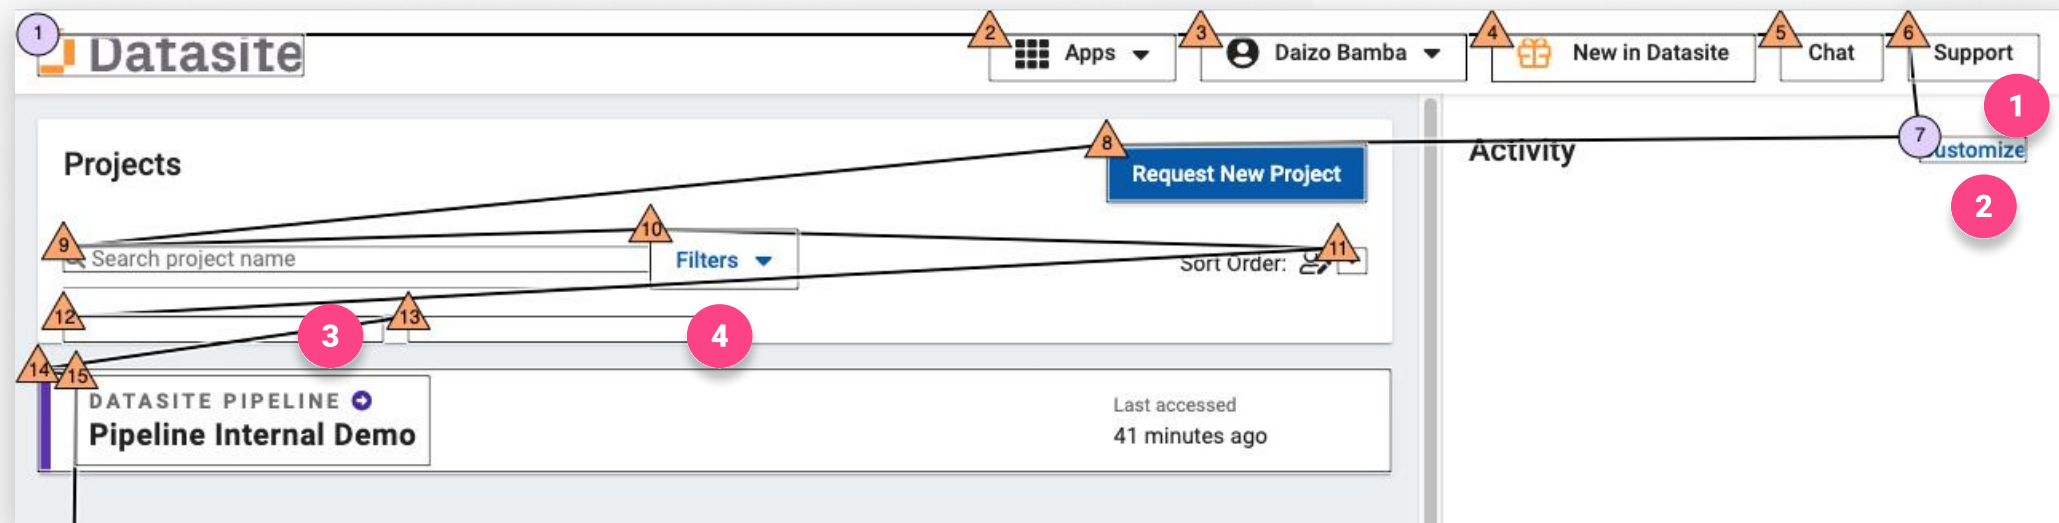 1 Datasite 2 Apps 3 Daizo Bamba 4 New in Datasite 5 Chat 6 Support
1
Projects 8 Request New Project Activity 7 ustomize
2
9 Search project name 10 Filters Sort Order: 11
12 3 13 4
14 15
DATASITE PIPELINE
Pipeline Internal Demo
Last accessed
41 minutes ago